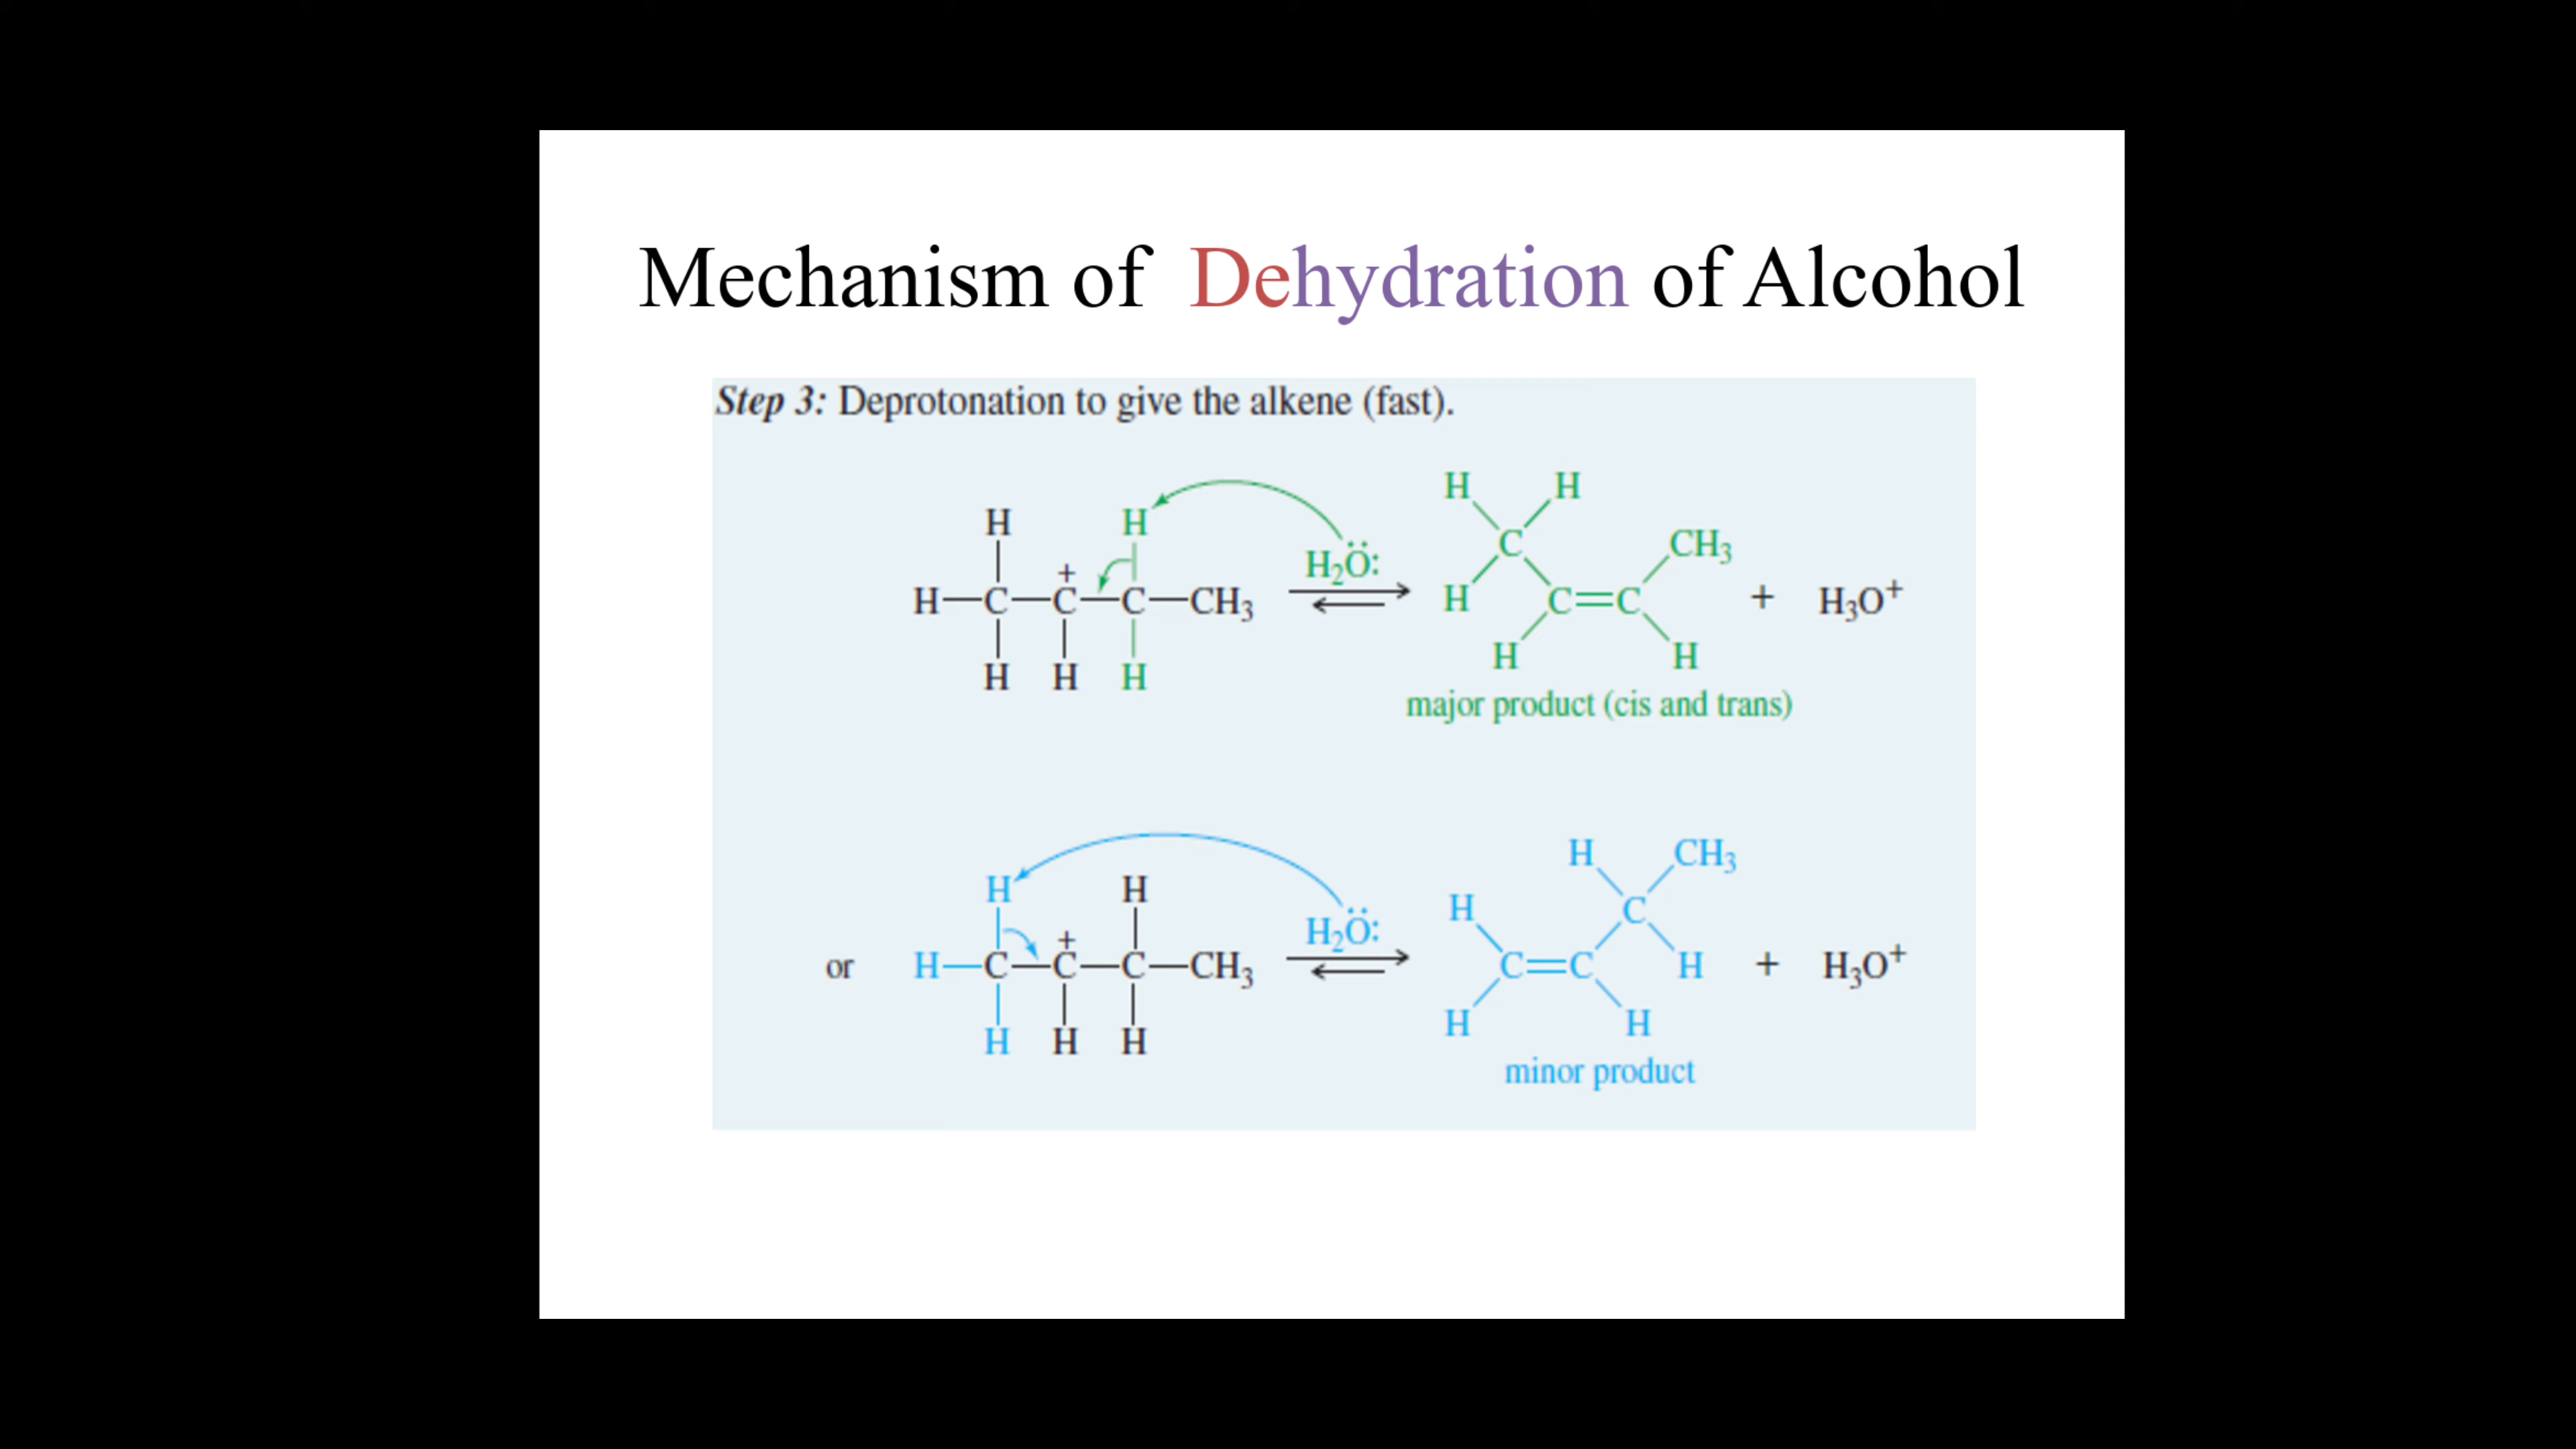 Mechanism of Dehydration of Alcohol
Step 3: Deprotonation to give the alkene (fast).
H H H₂Ö: H H CH₃
H—C—C⁺—C—CH₃ H C=C + H₃O⁺
H H H H H
major product (cis and trans)
H H H₂Ö: H H CH₃
or H—C—C⁺—C—CH₃ C=C C H + H₃O⁺
H H H H H
minor product